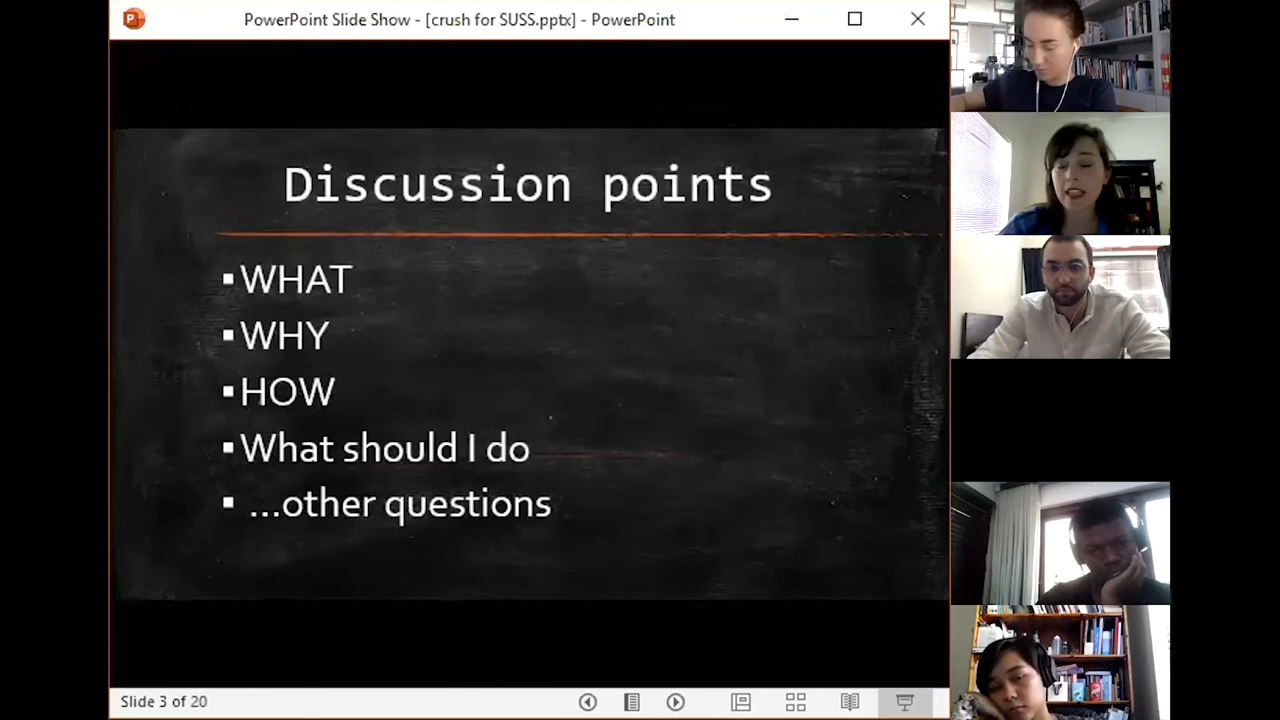 PowerPoint Slide Show - [crush for SUSS.pptx] - PowerPoint
Discussion points
▪WHAT
▪WHY
▪HOW
▪What should I do
▪ ...other questions
Slide 3 of 20